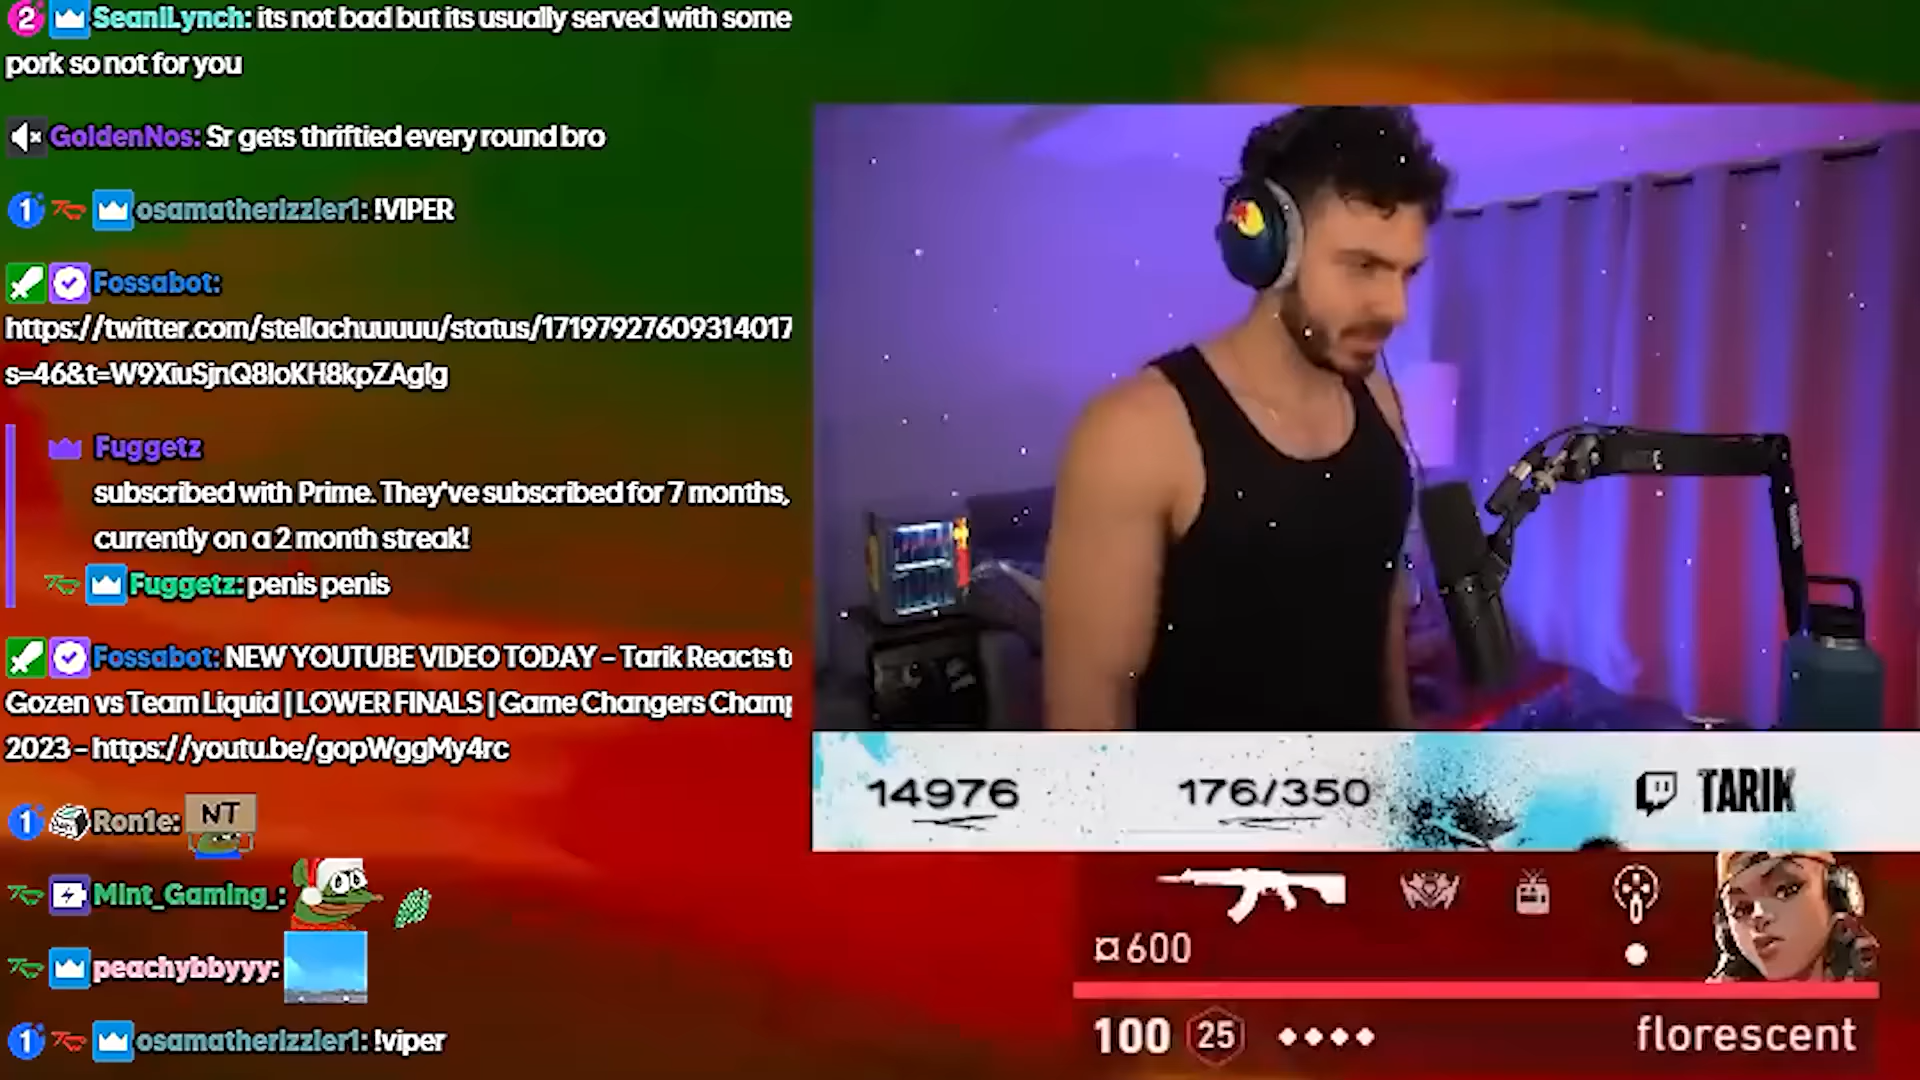 2 SeaniLynch: its not bad but its usually served with some
pork so not for you
GoldenNos: Sr gets thriftied every round bro
1 osamatherizzler1: !VIPER
Fossabot:
https://twitter.com/stellachuuuuu/status/17197927609314017
s=46&t=W9XiuSjnQ8loKH8kpZAglg
Fuggetz
subscribed with Prime. They've subscribed for 7 months,
currently on a 2 month streak!
Fuggetz: penis penis
Fossabot: NEW YOUTUBE VIDEO TODAY - Tarik Reacts t
Gozen vs Team Liquid | LOWER FINALS | Game Changers Champ
2023 - https://youtu.be/gopWggMy4rc
1 Ron1e: NT
Mint_Gaming_:
peachybbyyy:
1 osamatherizzler1: !viper
14976 176/350 TARIK
¤600
100 25 florescent